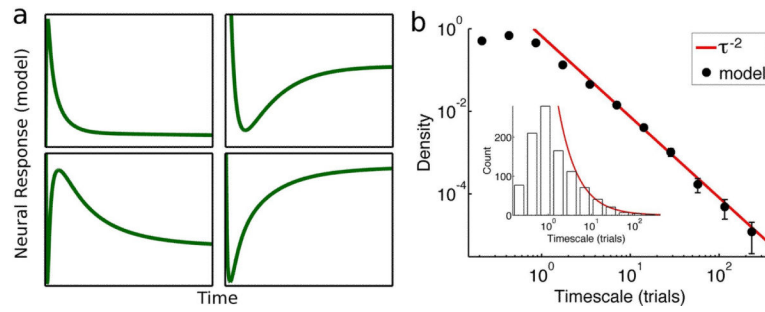 a
Neural Response (model)
Time
b
Density
10^0
10^-2
10^-4
τ^-2
model
Count
200
100
0
10^0
10^1
10^2
Timescale (trials)
10^0
10^1
10^2
Timescale (trials)